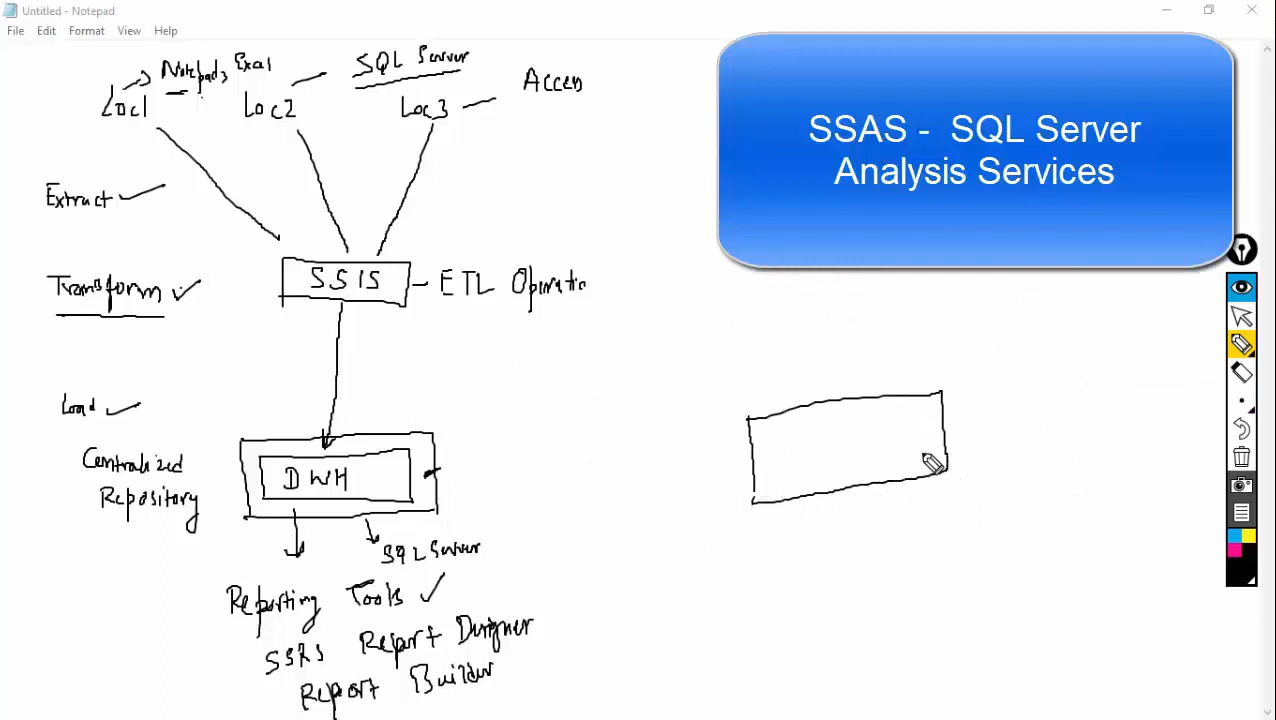 Untitled - Notepad
File Edit Format View Help
Notepad, Excel
SQL Server
Access
Loc1
Loc2
Loc3
SSAS - SQL Server
Analysis Services
Extract
Transform
SSIS
ETL Operatio
Load
Centralized
Repository
DWH
SQL Server
Reporting Tools
SSRS Report Designer
Report Builder